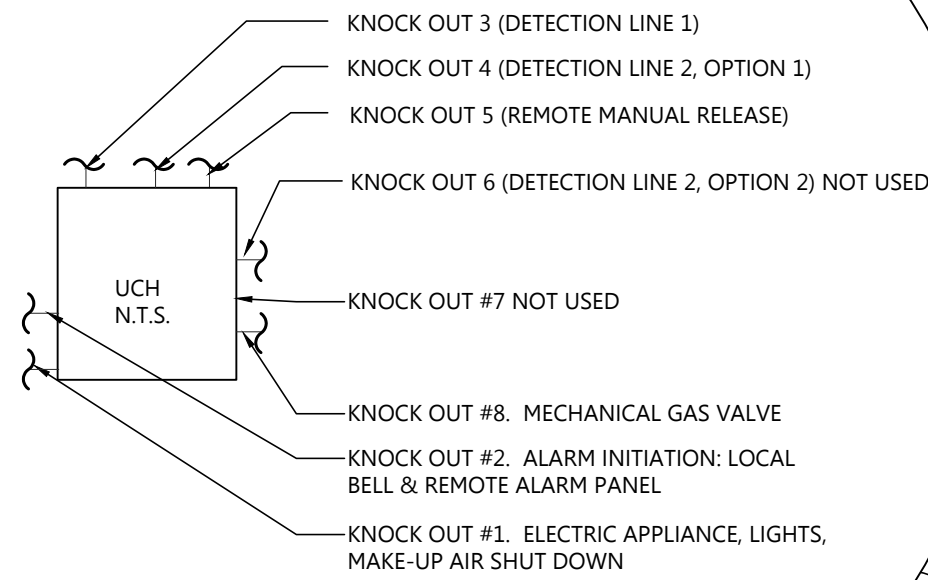 KNOCK OUT 3 (DETECTION LINE 1)
KNOCK OUT 4 (DETECTION LINE 2, OPTION 1)
KNOCK OUT 5 (REMOTE MANUAL RELEASE)
KNOCK OUT 6 (DETECTION LINE 2, OPTION 2) NOT USED
UCH
N.T.S.
KNOCK OUT #7 NOT USED
KNOCK OUT #8. MECHANICAL GAS VALVE
KNOCK OUT #2. ALARM INITIATION: LOCAL
BELL & REMOTE ALARM PANEL
KNOCK OUT #1. ELECTRIC APPLIANCE, LIGHTS,
MAKE-UP AIR SHUT DOWN